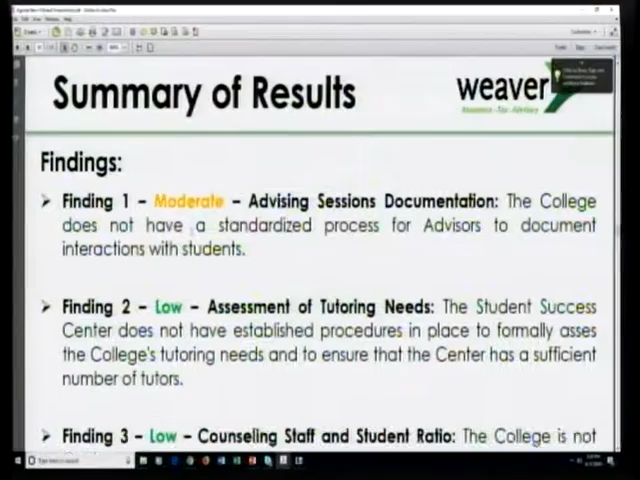 Summary of Results
weaver
Assurance · Tax · Advisory
Findings:
➤ Finding 1 – Moderate – Advising Sessions Documentation: The College
does not have a standardized process for Advisors to document
interactions with students.
➤ Finding 2 – Low – Assessment of Tutoring Needs: The Student Success
Center does not have established procedures in place to formally asses
the College's tutoring needs and to ensure that the Center has a sufficient
number of tutors.
➤ Finding 3 – Low – Counseling Staff and Student Ratio: The College is not